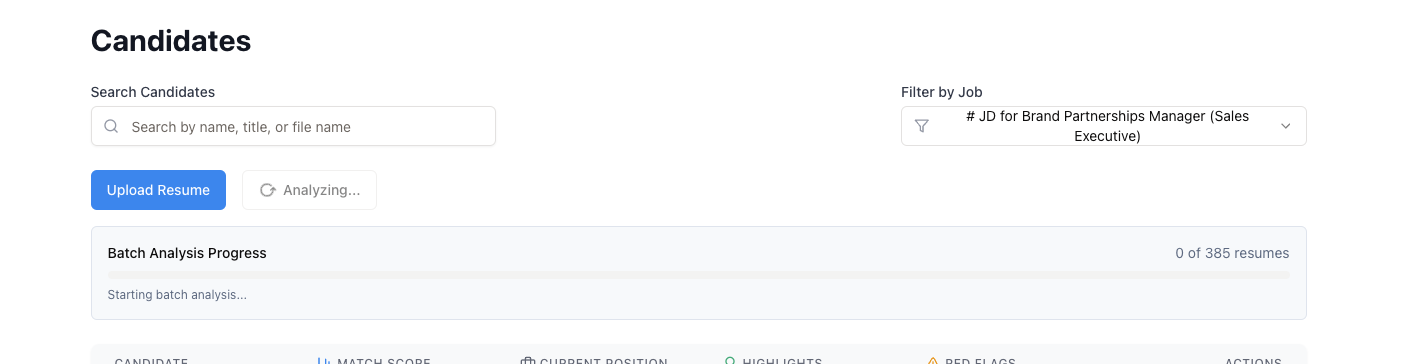 Candidates
Search Candidates
Filter by Job
Search by name, title, or file name
# JD for Brand Partnerships Manager (Sales
Executive)
Upload Resume
Analyzing...
Batch Analysis Progress
0 of 385 resumes
Starting batch analysis...
CANDIDATE MATCH SCORE CURRENT POSITION HIGHLIGHTS RED FLAGS ACTIONS